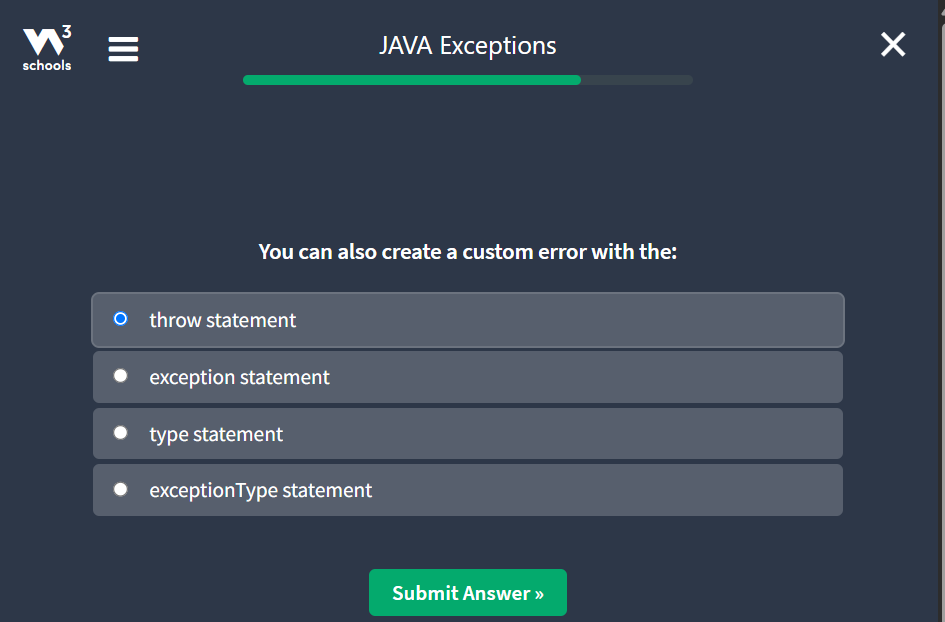 W3
schools
JAVA Exceptions
You can also create a custom error with the:
throw statement
exception statement
type statement
exceptionType statement
Submit Answer »